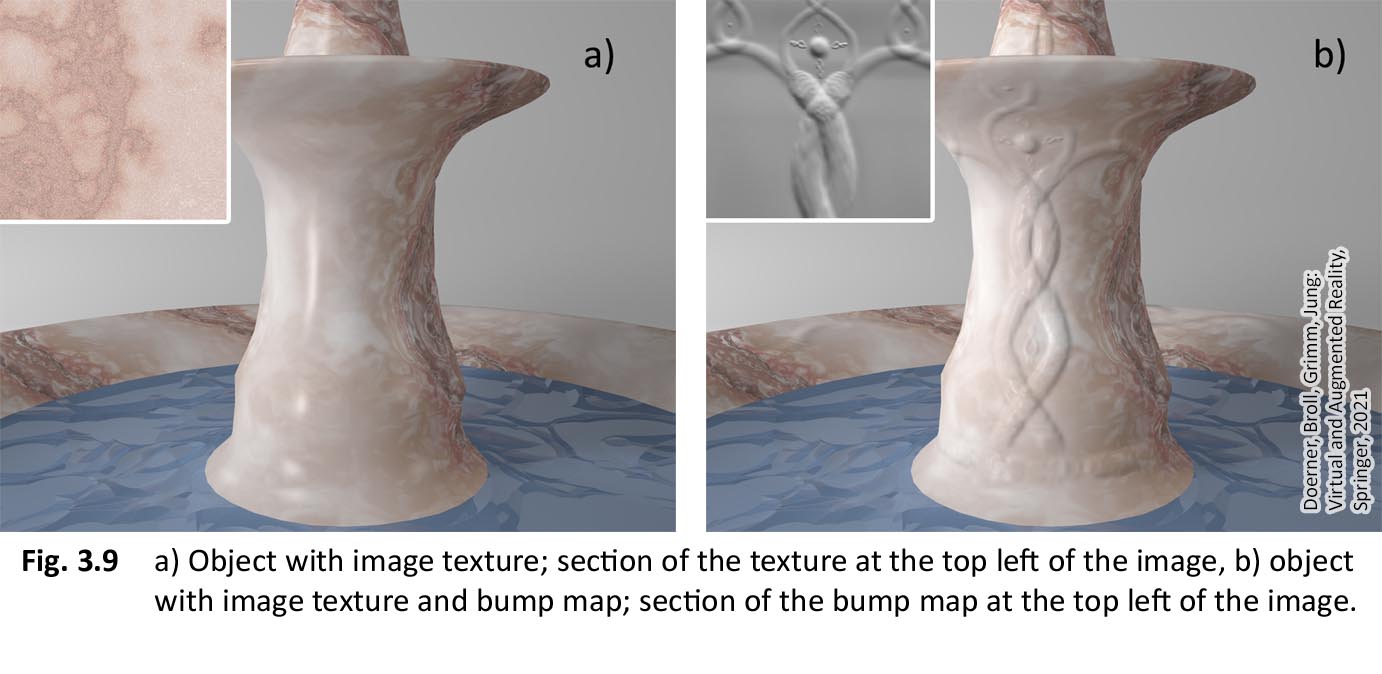 a)
b)
Doerner, Broll, Grimm, Jung:
Virtual and Augmented Reality,
Springer, 2021
Fig. 3.9 a) Object with image texture; section of the texture at the top left of the image, b) object
with image texture and bump map; section of the bump map at the top left of the image.